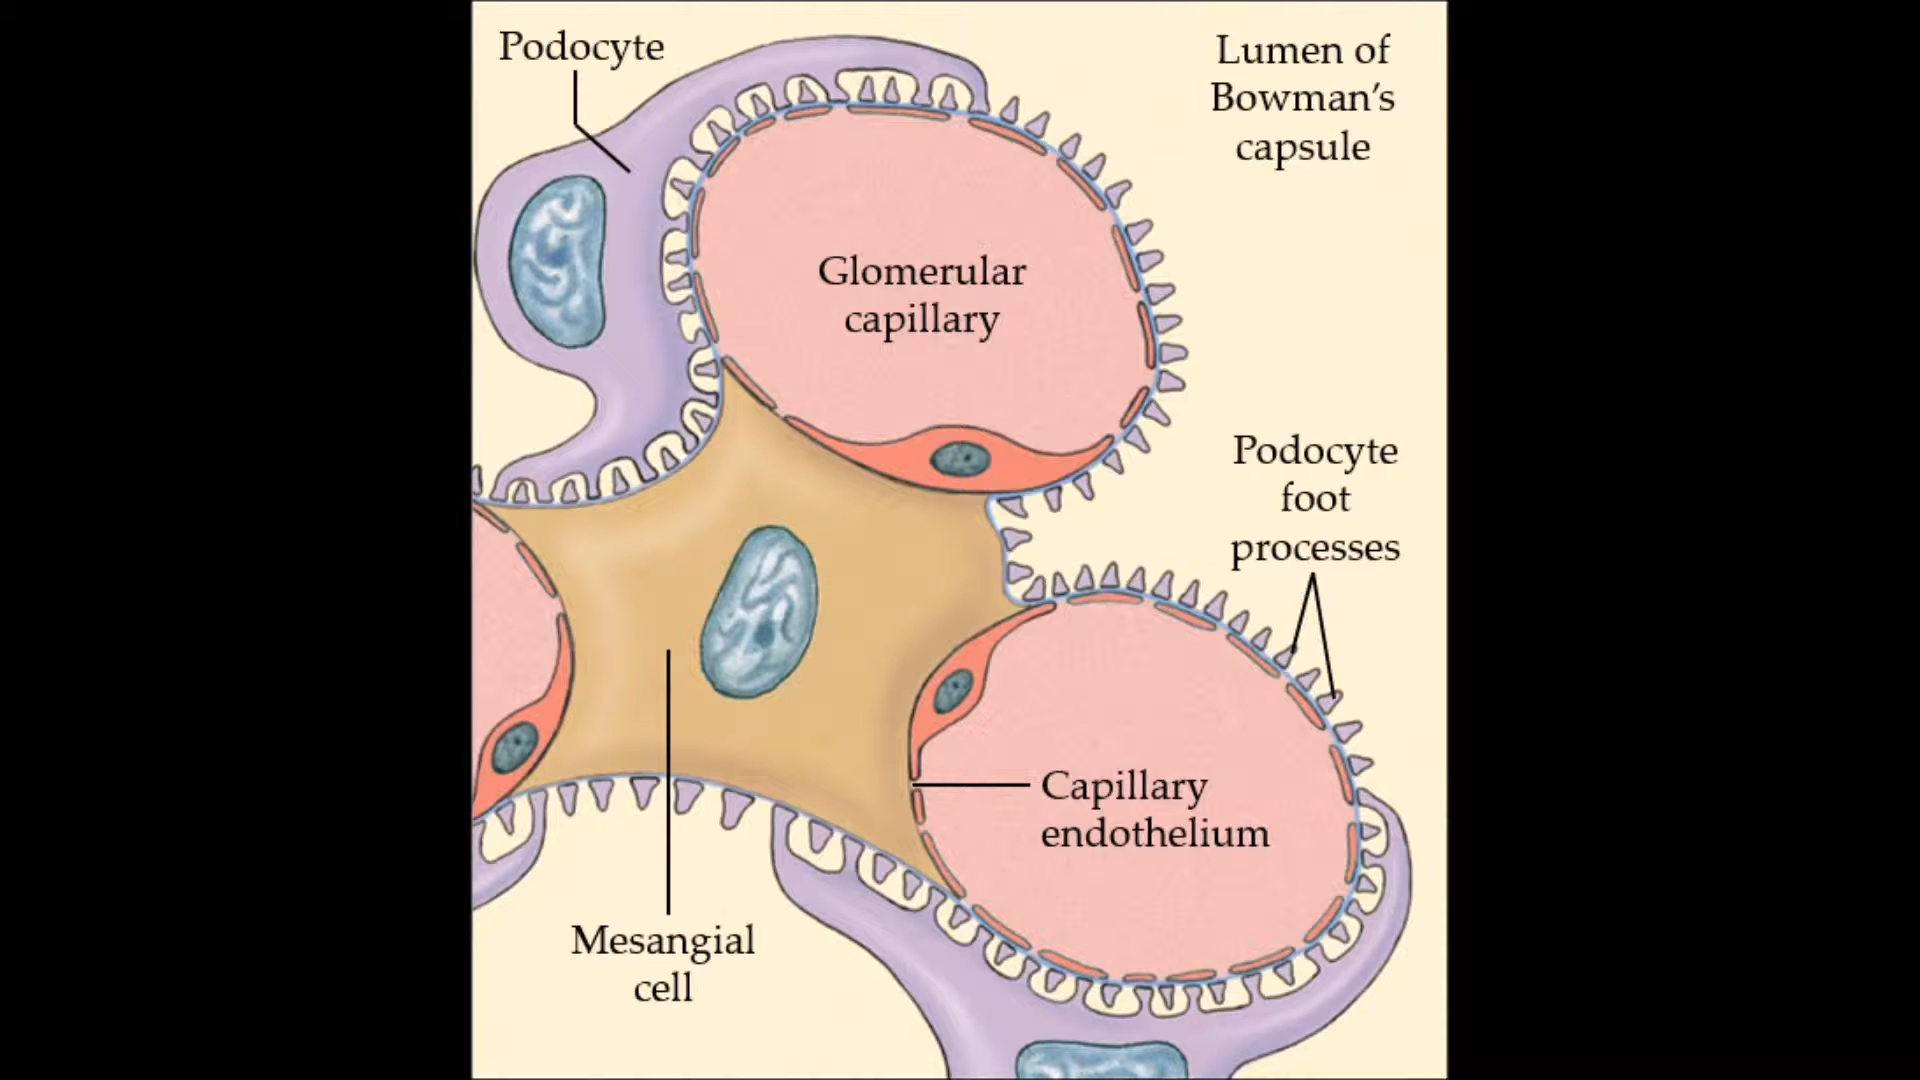 Podocyte
Lumen of
Bowman's
capsule
Glomerular
capillary
Podocyte
foot
processes
Capillary
endothelium
Mesangial
cell